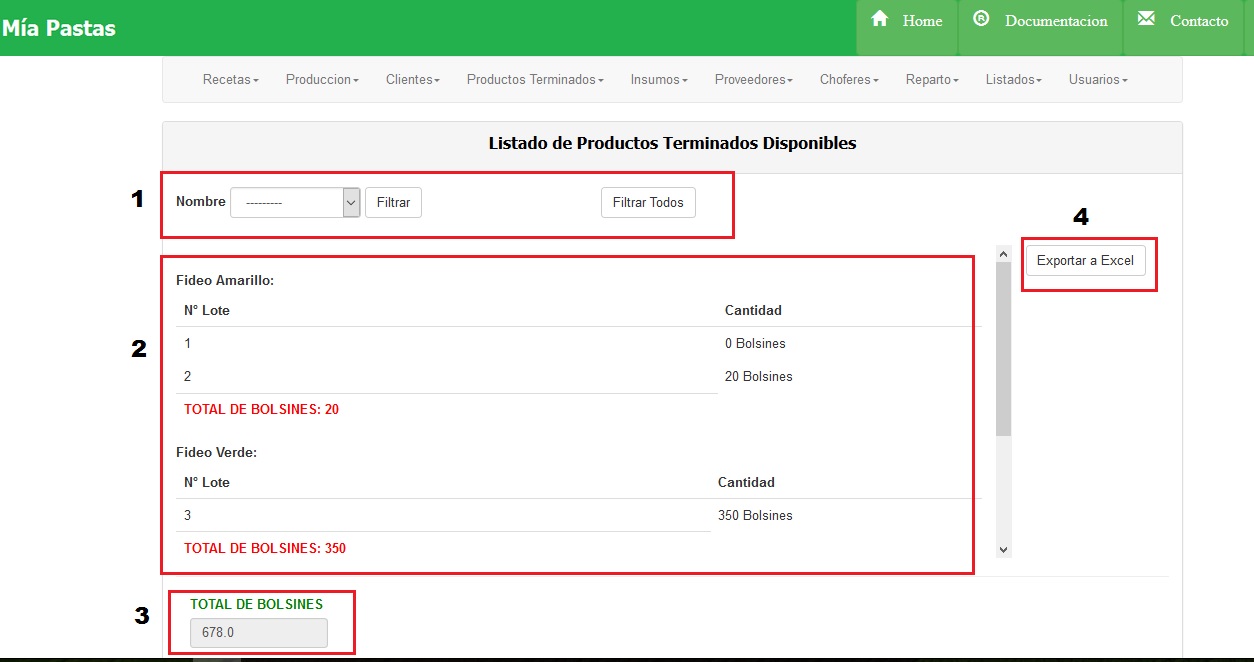 Mía Pastas Home Documentacion Contacto
Recetas Produccion Clientes Productos Terminados Insumos Proveedores Choferes Reparto Listados Usuarios
Listado de Productos Terminados Disponibles
1 Nombre --------- Filtrar Filtrar Todos
4
Exportar a Excel
2
Fideo Amarillo:
N° Lote Cantidad
1 0 Bolsines
2 20 Bolsines
TOTAL DE BOLSINES: 20
Fideo Verde:
N° Lote Cantidad
3 350 Bolsines
TOTAL DE BOLSINES: 350
3
TOTAL DE BOLSINES
678.0